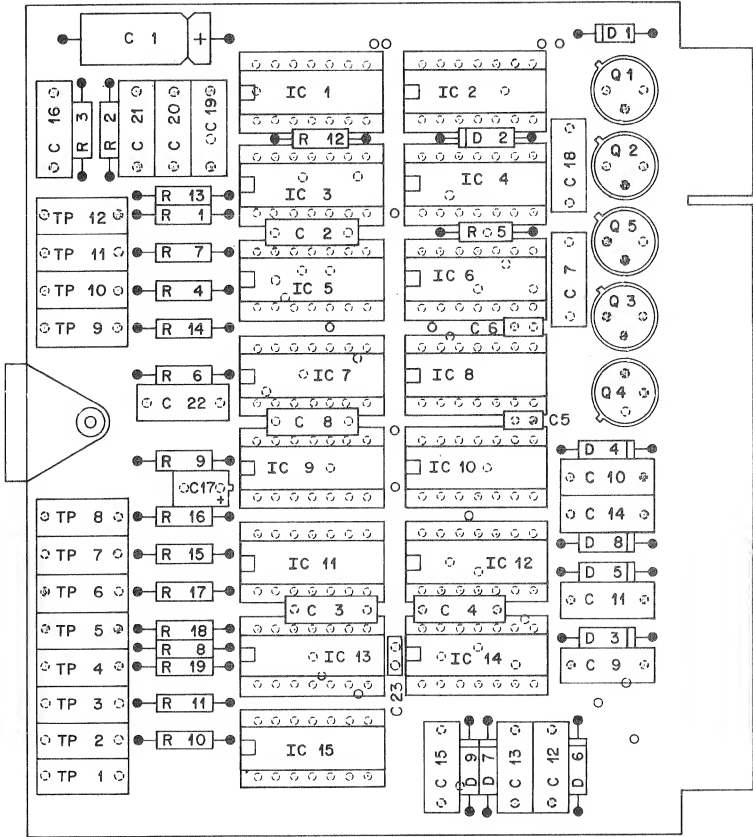 C 1 +
D 1
C 16
R 3
R 2
C 21
C 20
C 19
IC 1
IC 2
Q 1
R 12
D 2
C 18
Q 2
IC 3
IC 4
R 13
R 1
TP 12
C 2
R 5
Q 5
TP 11
R 7
IC 5
IC 6
C 7
TP 10
R 4
TP 9
R 14
C 6
Q 3
R 6
IC 7
IC 8
Q 4
C 22
C 8
C5
D 4
R 9
IC 9
IC 10
C 10
C17
+
TP 8
R 16
C 14
D 8
TP 7
R 15
IC 11
IC 12
D 5
TP 6
R 17
C 3
C 4
C 11
TP 5
R 18
D 3
R 8
TP 4
R 19
IC 13
IC 14
C 9
C 23
TP 3
R 11
TP 2
R 10
IC 15
TP 1
C 15
D 9
D 7
C 13
C 12
D 6